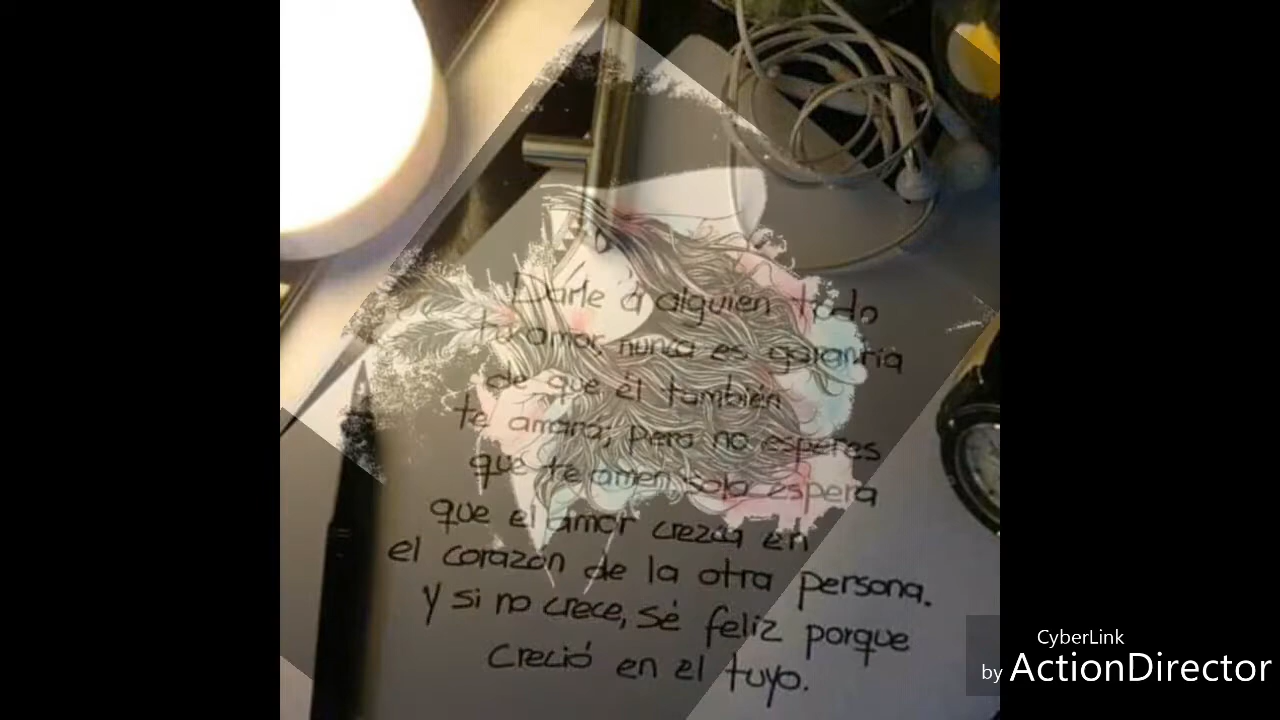 Darle a alguien todo
tu amor, nunca es garantía
de que él también
te amará; pero no esperes
que te amen, solo espera
que el amor crezca en
el corazón de la otra persona.
Y si no crece, sé feliz porque
creció en el tuyo.
CyberLink
by ActionDirector